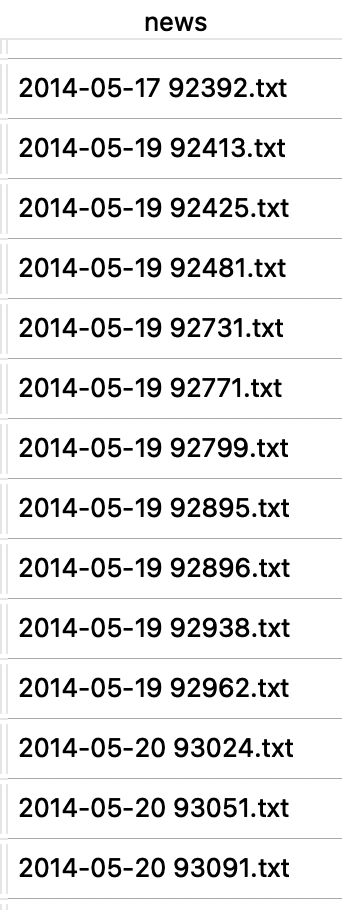 news
2014-05-17 92392.txt
2014-05-19 92413.txt
2014-05-19 92425.txt
2014-05-19 92481.txt
2014-05-19 92731.txt
2014-05-19 92771.txt
2014-05-19 92799.txt
2014-05-19 92895.txt
2014-05-19 92896.txt
2014-05-19 92938.txt
2014-05-19 92962.txt
2014-05-20 93024.txt
2014-05-20 93051.txt
2014-05-20 93091.txt